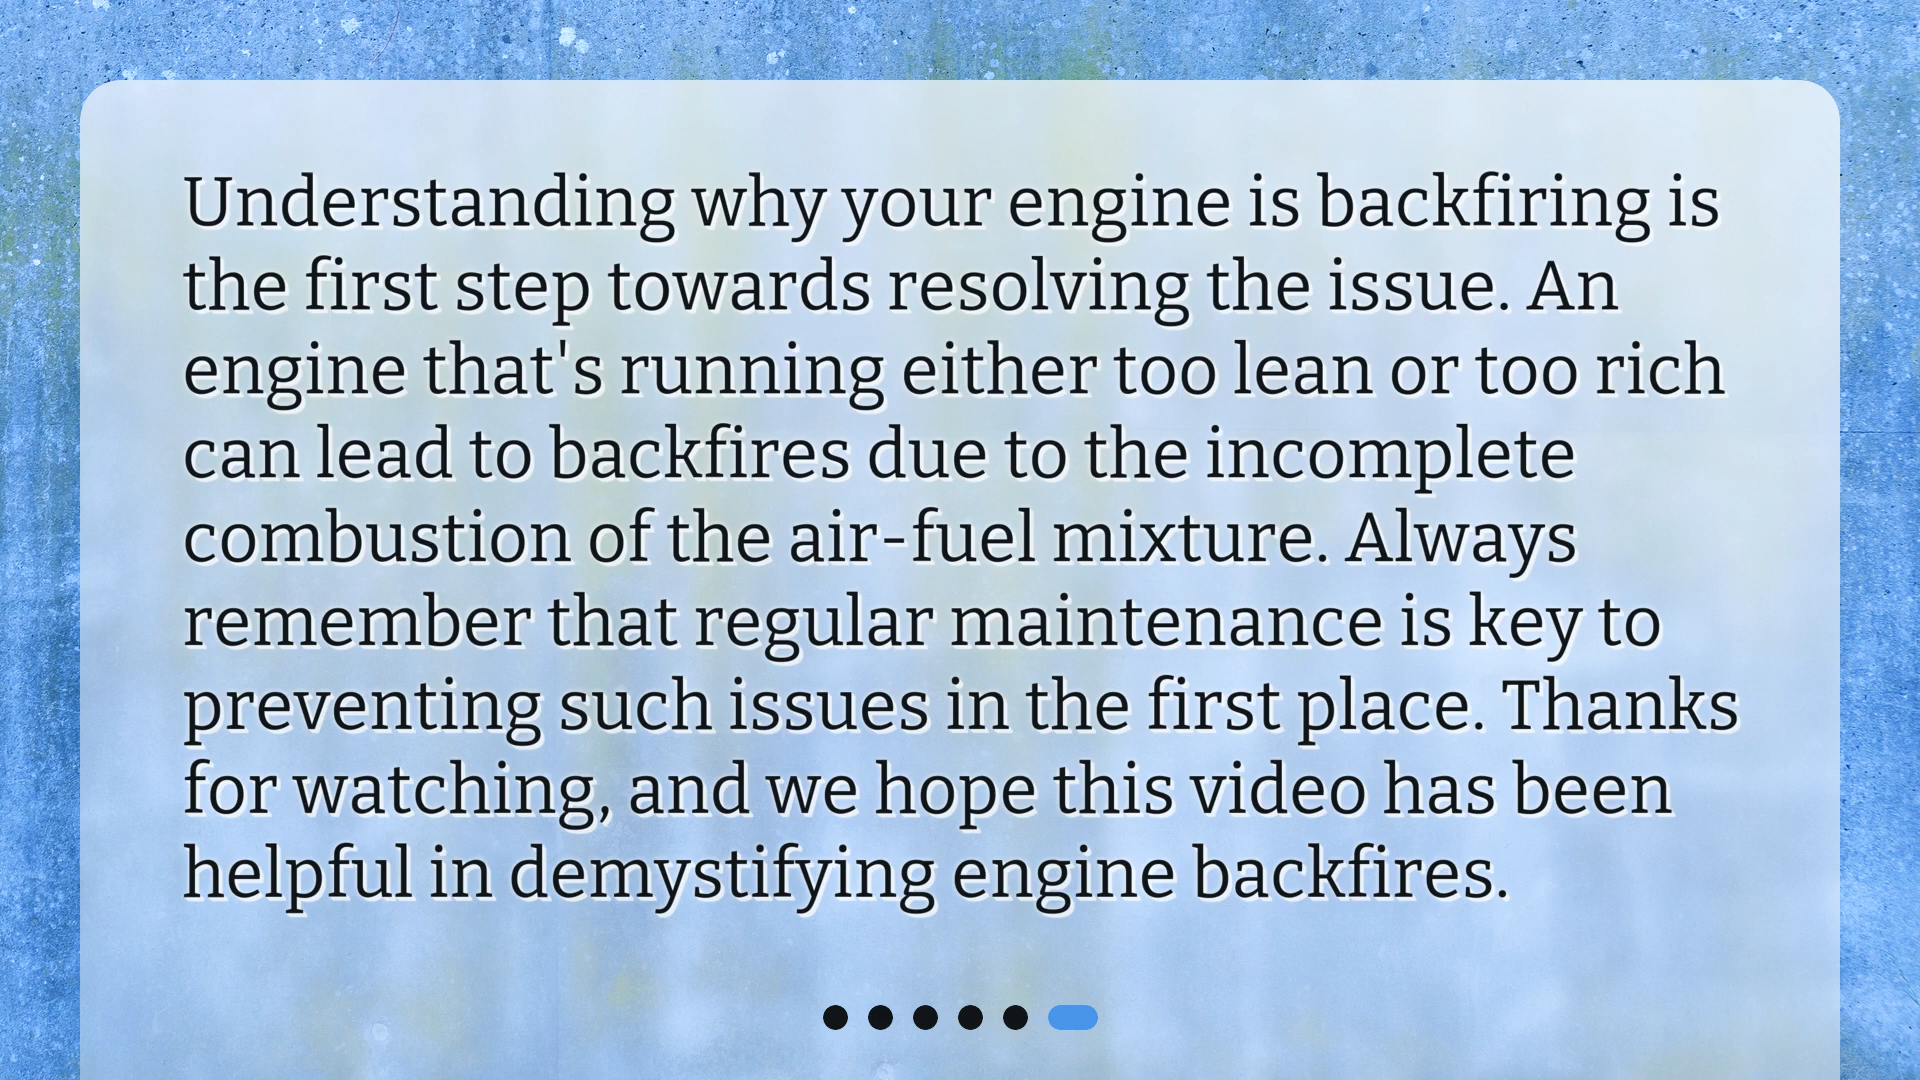 Understanding why your engine is backfiring is
the first step towards resolving the issue. An
engine that's running either too lean or too rich
can lead to backfires due to the incomplete
combustion of the air-fuel mixture. Always
remember that regular maintenance is key to
preventing such issues in the first place. Thanks
for watching, and we hope this video has been
helpful in demystifying engine backfires.